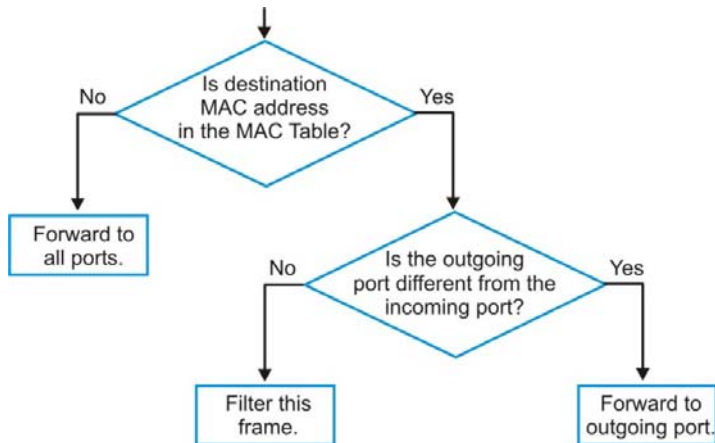 Is destination
MAC address
in the MAC Table?
No
Yes
Forward to
all ports.
Is the outgoing
port different from the
incoming port?
No
Yes
Filter this
frame.
Forward to
outgoing port.